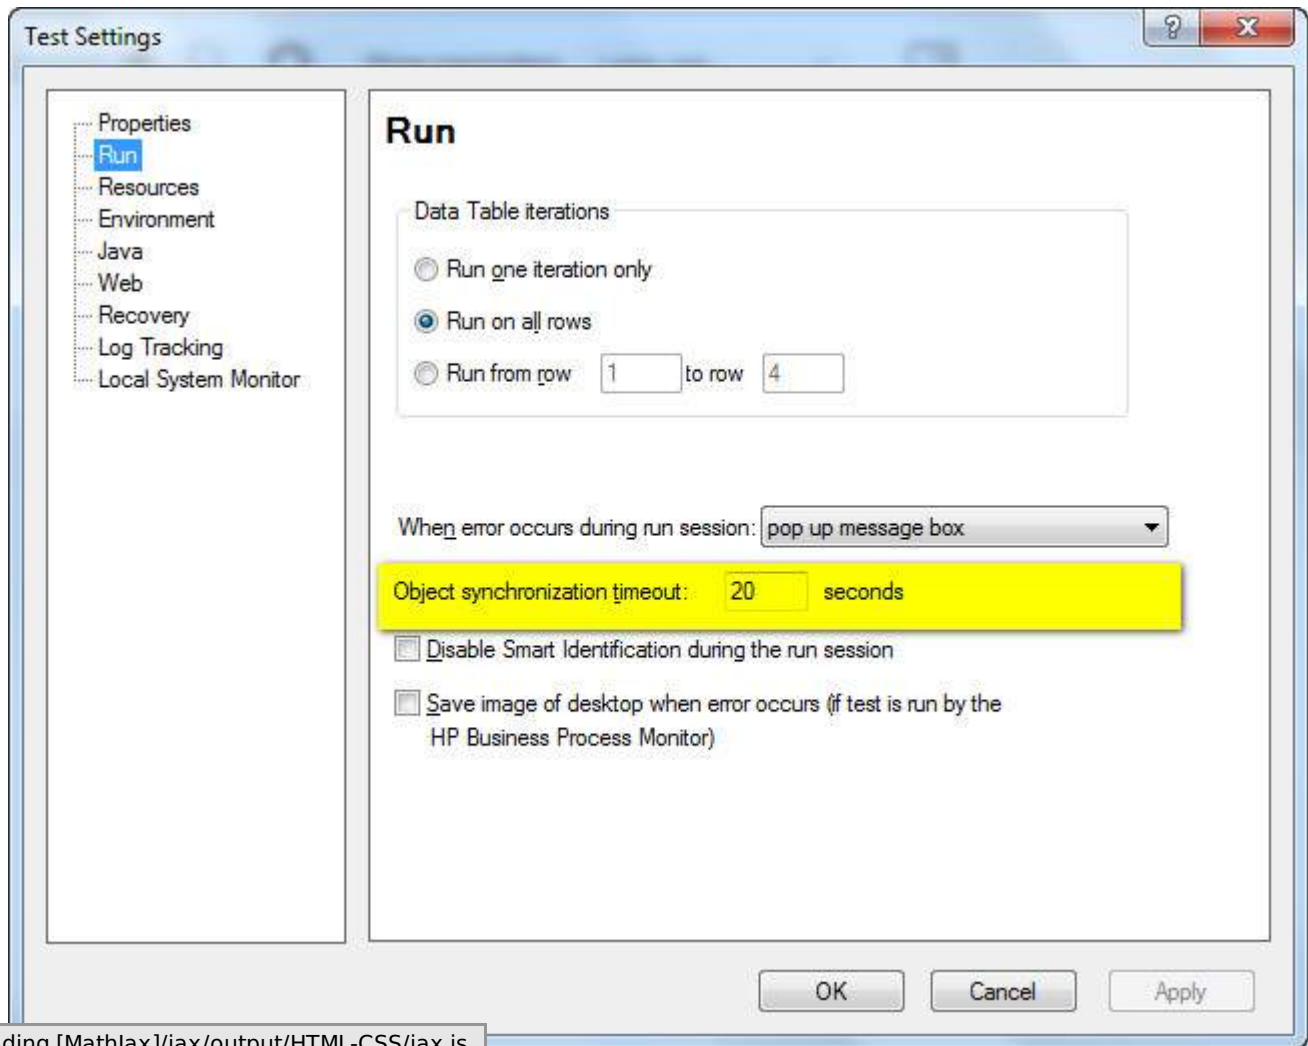 Test Settings
?
X
Properties
Run
Resources
Environment
Java
Web
Recovery
Log Tracking
Local System Monitor
Run
Data Table iterations
Run one iteration only
Run on all rows
Run from row 1 to row 4
When error occurs during run session: pop up message box
Object synchronization timeout: 20 seconds
Disable Smart Identification during the run session
Save image of desktop when error occurs (if test is run by the
HP Business Process Monitor)
OK Cancel Apply
ding [MathJax]/jax/output/HTML-CSS/jax.js